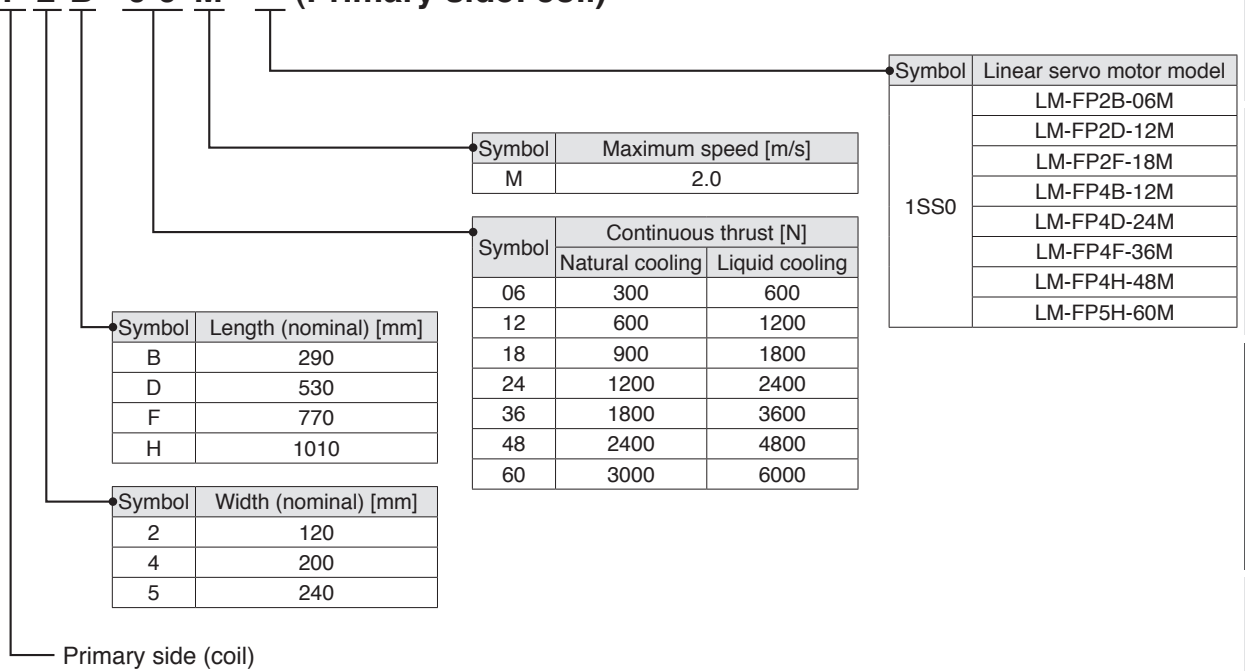 (Primary side: coil)
Symbol Linear servo motor model
1SS0
LM-FP2B-06M
LM-FP2D-12M
LM-FP2F-18M
LM-FP4B-12M
LM-FP4D-24M
LM-FP4F-36M
LM-FP4H-48M
LM-FP5H-60M
Symbol Maximum speed [m/s]
M 2.0
Symbol Continuous thrust [N]
Natural cooling Liquid cooling
06 300 600
12 600 1200
18 900 1800
24 1200 2400
36 1800 3600
48 2400 4800
60 3000 6000
Symbol Length (nominal) [mm]
B 290
D 530
F 770
H 1010
Symbol Width (nominal) [mm]
2 120
4 200
5 240
Primary side (coil)